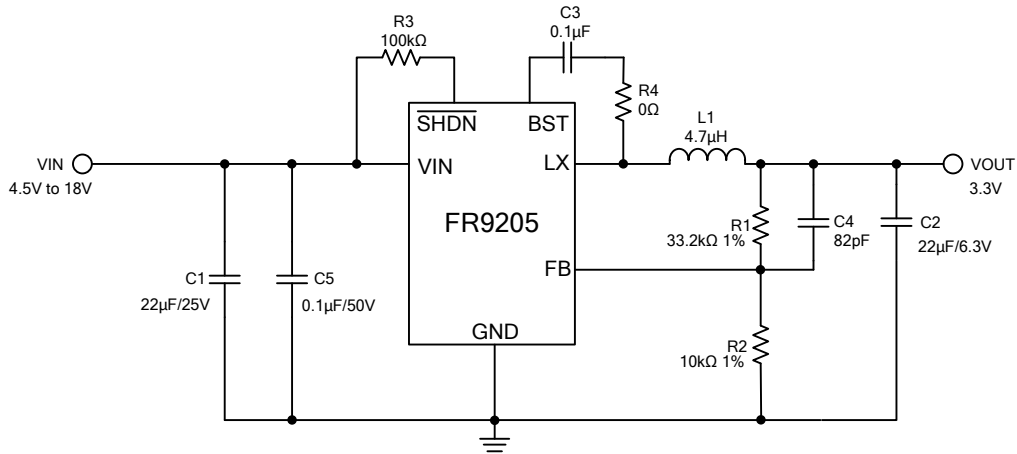 C3
0.1μF
R3
100kΩ
R4
0Ω
SHDN
BST
L1
4.7μH
VIN
4.5V to 18V
VIN
LX
VOUT
3.3V
FR9205
R1
33.2kΩ 1%
C4
82pF
C2
22μF/6.3V
FB
C1
22μF/25V
C5
0.1μF/50V
GND
R2
10kΩ 1%